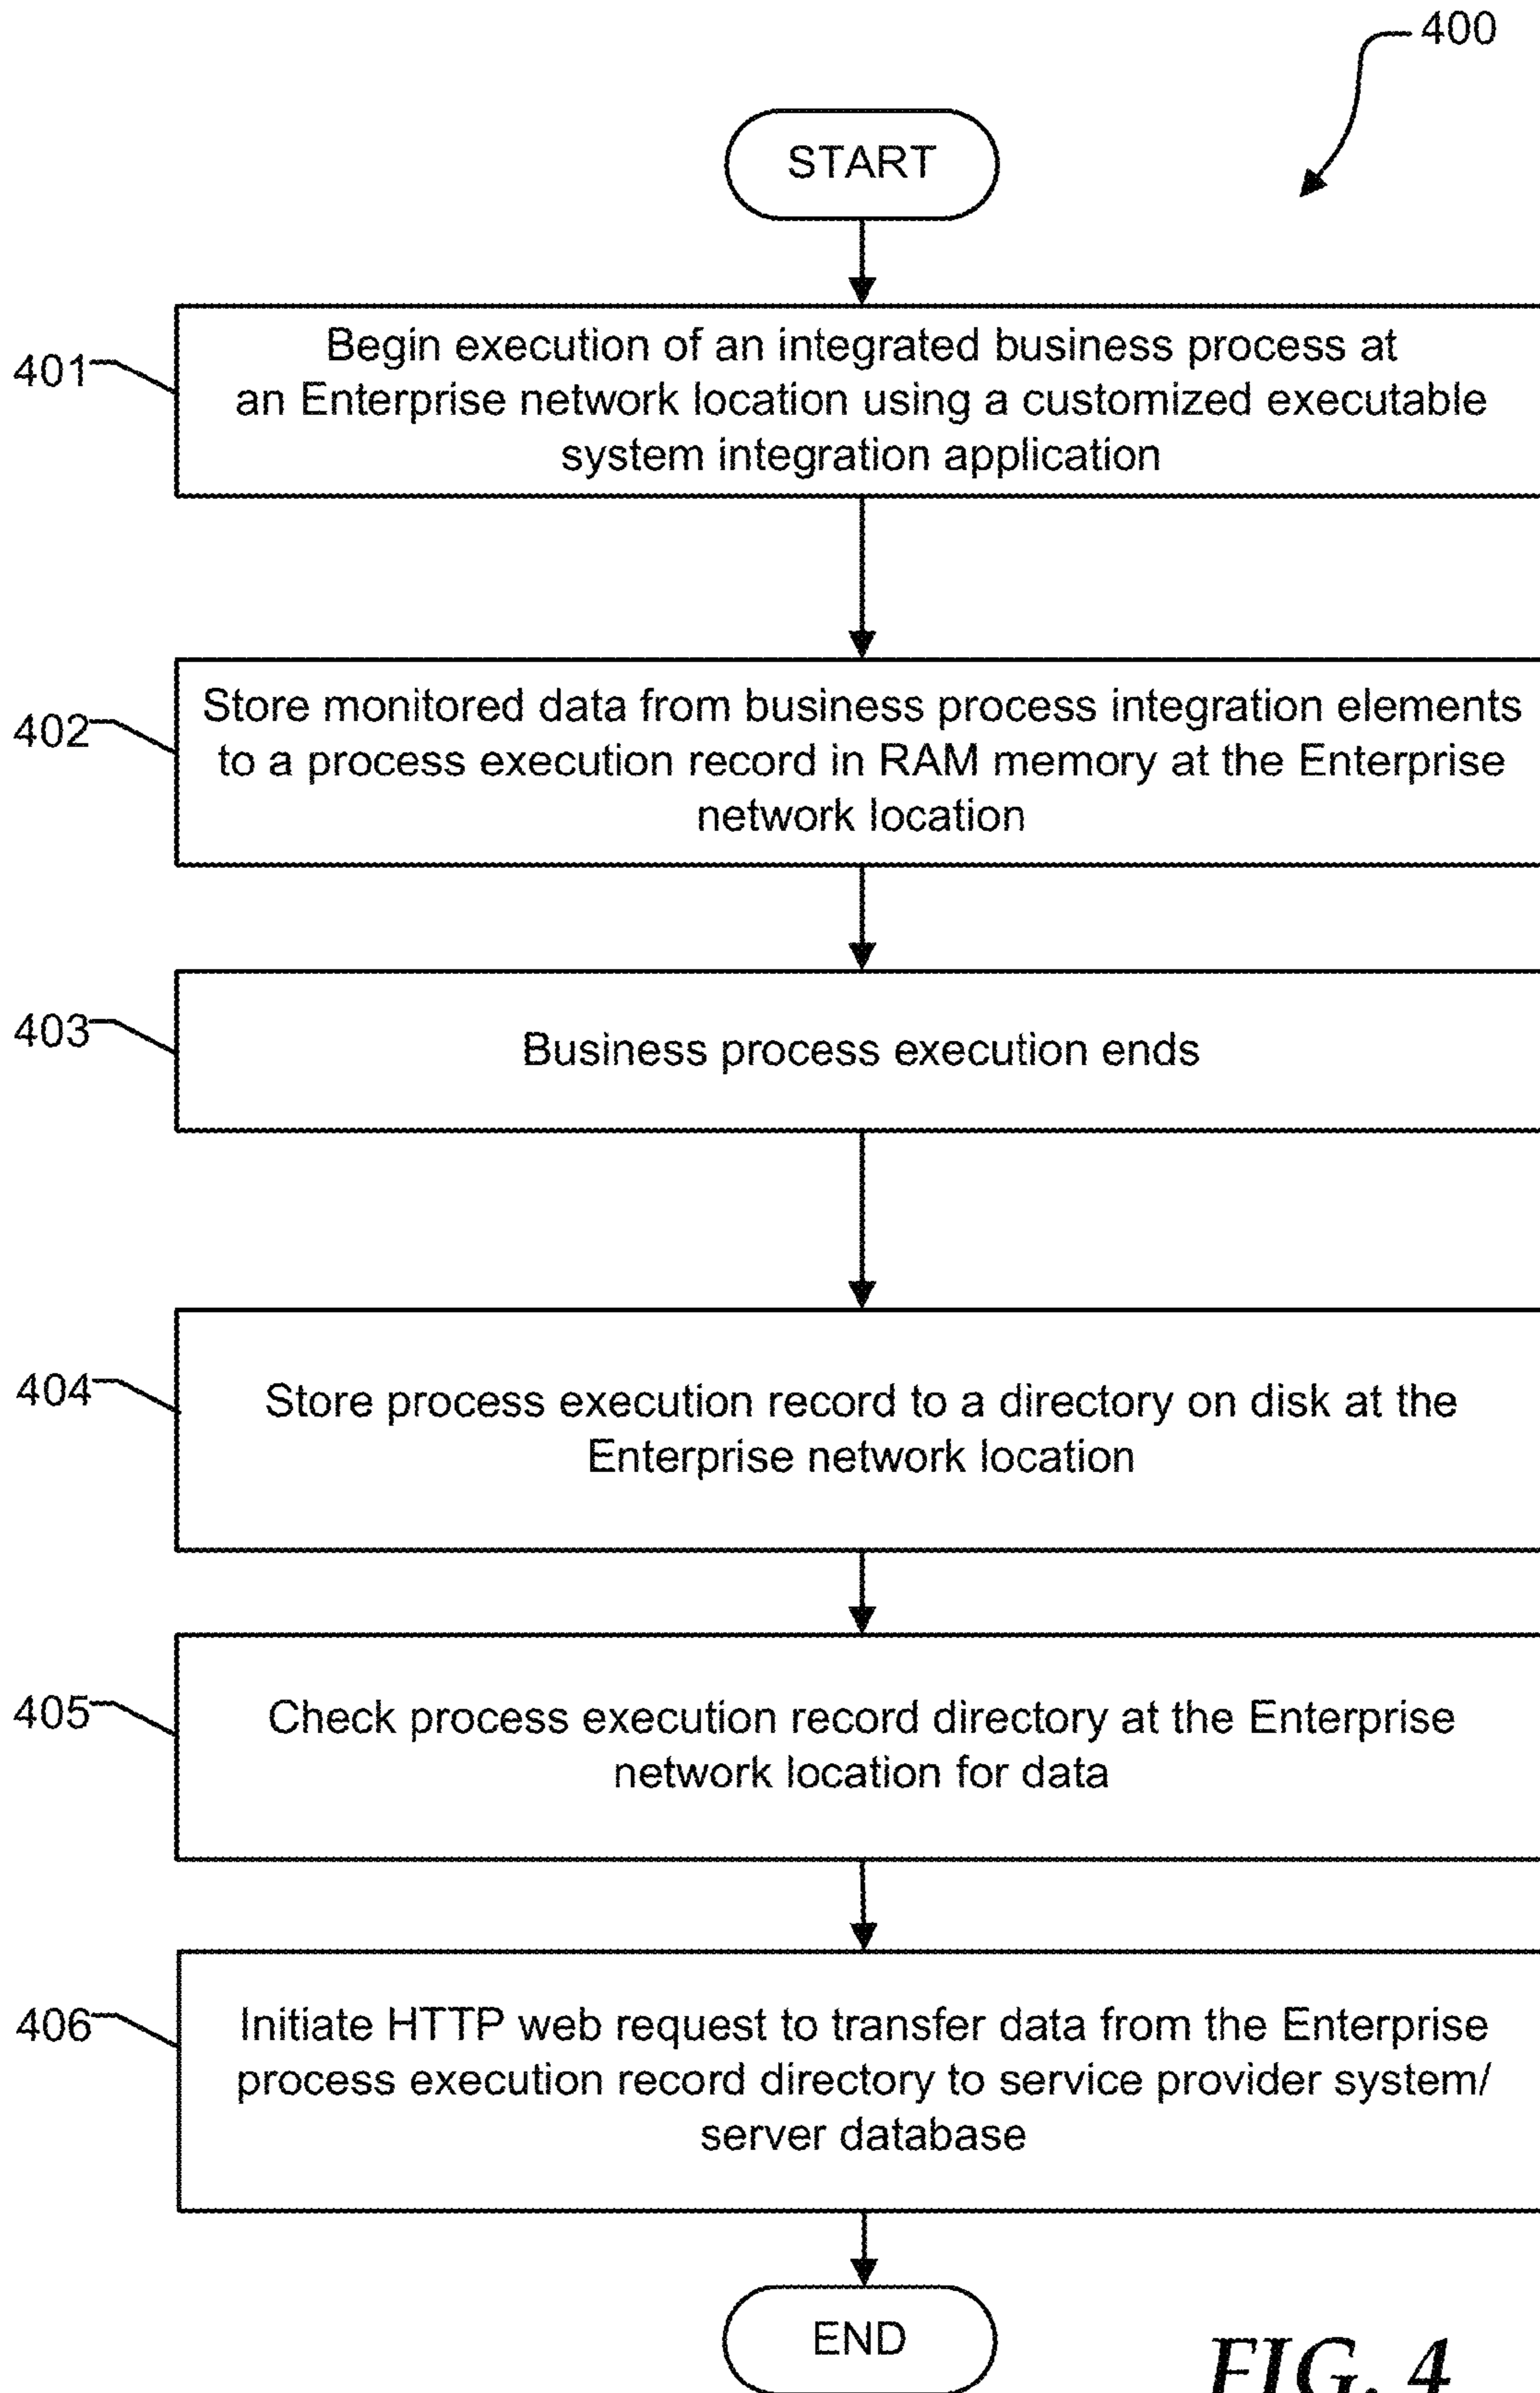 400
START
401
Begin execution of an integrated business process at
an Enterprise network location using a customized executable
system integration application
402
Store monitored data from business process integration elements
to a process execution record in RAM memory at the Enterprise
network location
403
Business process execution ends
404
Store process execution record to a directory on disk at the
Enterprise network location
405
Check process execution record directory at the Enterprise
network location for data
406
Initiate HTTP web request to transfer data from the Enterprise
process execution record directory to service provider system/
server database
END
FIG. 4